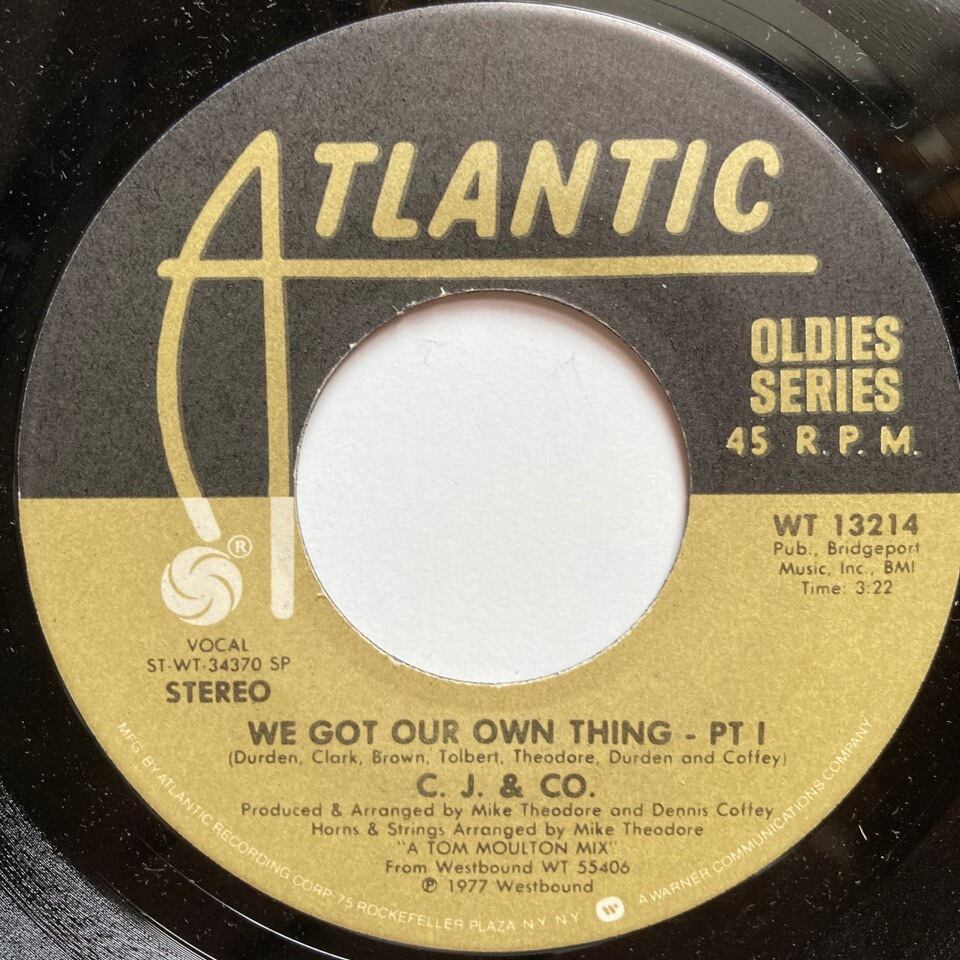 ATLANTIC
OLDIES
SERIES
45 R.P.M.
WT 13214
Pub., Bridgeport
Music, Inc., BMI
Time: 3:22
®
VOCAL
ST-WT-34370 SP
STEREO
WE GOT OUR OWN THING - PT I
(Durden, Clark, Brown, Tolbert, Theodore, Durden and Coffey)
C. J. & CO.
Produced & Arranged by Mike Theodore and Dennis Coffey
Horns & Strings Arranged by Mike Theodore
"A TOM MOULTON MIX"
From Westbound WT 55406
℗ 1977 Westbound
MFG BY ATLANTIC RECORDING CORP. 75 ROCKEFELLER PLAZA N.Y. N.Y. A WARNER COMMUNICATIONS COMPANY